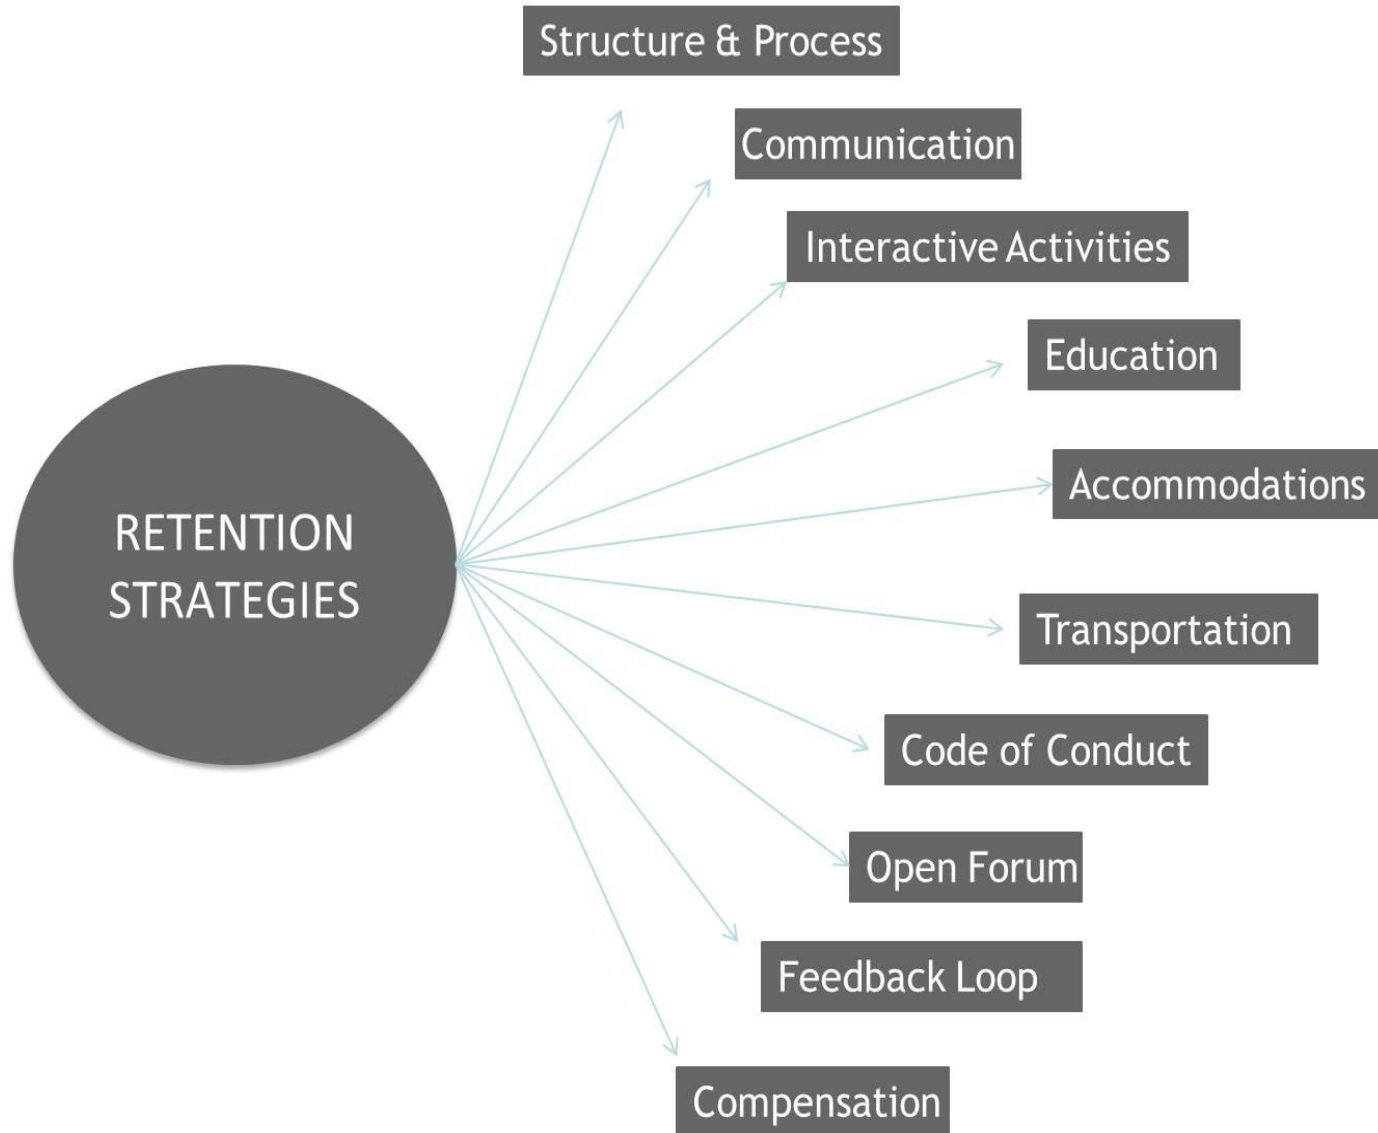 Structure & Process
Communication
Interactive Activities
Education
Accommodations
RETENTION
STRATEGIES
Transportation
Code of Conduct
Open Forum
Feedback Loop
Compensation